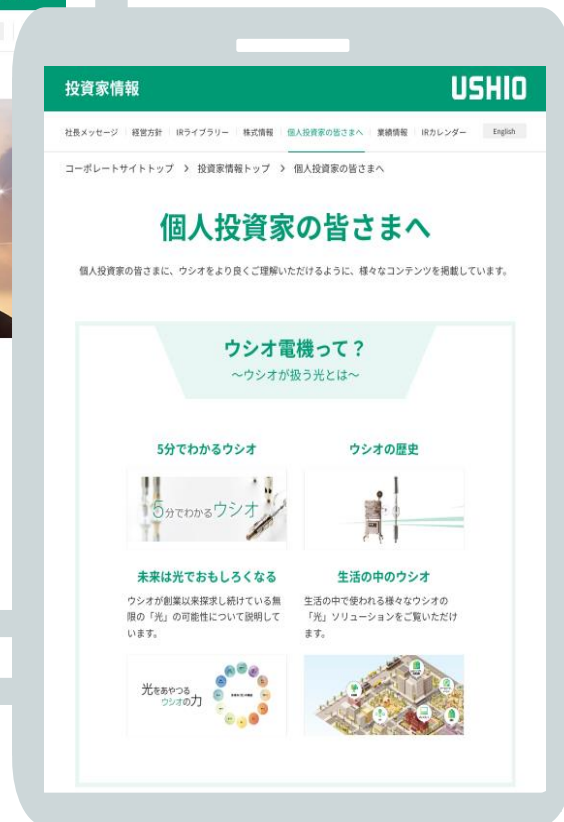 投資家情報
USHIO
社長メッセージ 経営方針 IRライブラリー 株式情報 個人投資家の皆さまへ 業績情報 IRカレンダー English
コーポレートサイトトップ > 投資家情報トップ > 個人投資家の皆さまへ
個人投資家の皆さまへ
個人投資家の皆さまに、ウシオをより良くご理解いただけるように、様々なコンテンツを掲載しています。
ウシオ電機って？
～ウシオが扱う光とは～
5分でわかるウシオ
ウシオの歴史
5分でわかるウシオ
未来は光でおもしろくなる
ウシオが創業以来探求し続けている無
限の「光」の可能性について説明して
います。
生活の中のウシオ
生活の中で使われる様々なウシオの
「光」ソリューションをご覧いただけ
ます。
光をあやつる
ウシオの力